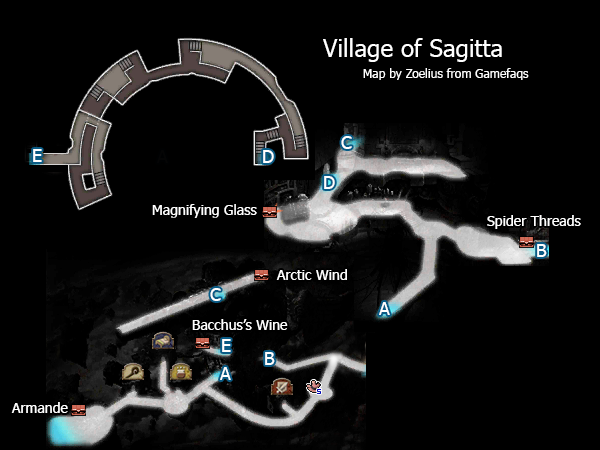 Village of Sagitta
Map by Zoelius from Gamefaqs
E
D
C
D
Magnifying Glass
Spider Threads
B
Arctic Wind
C
A
Bacchus's Wine
E
B
A
Armande
S